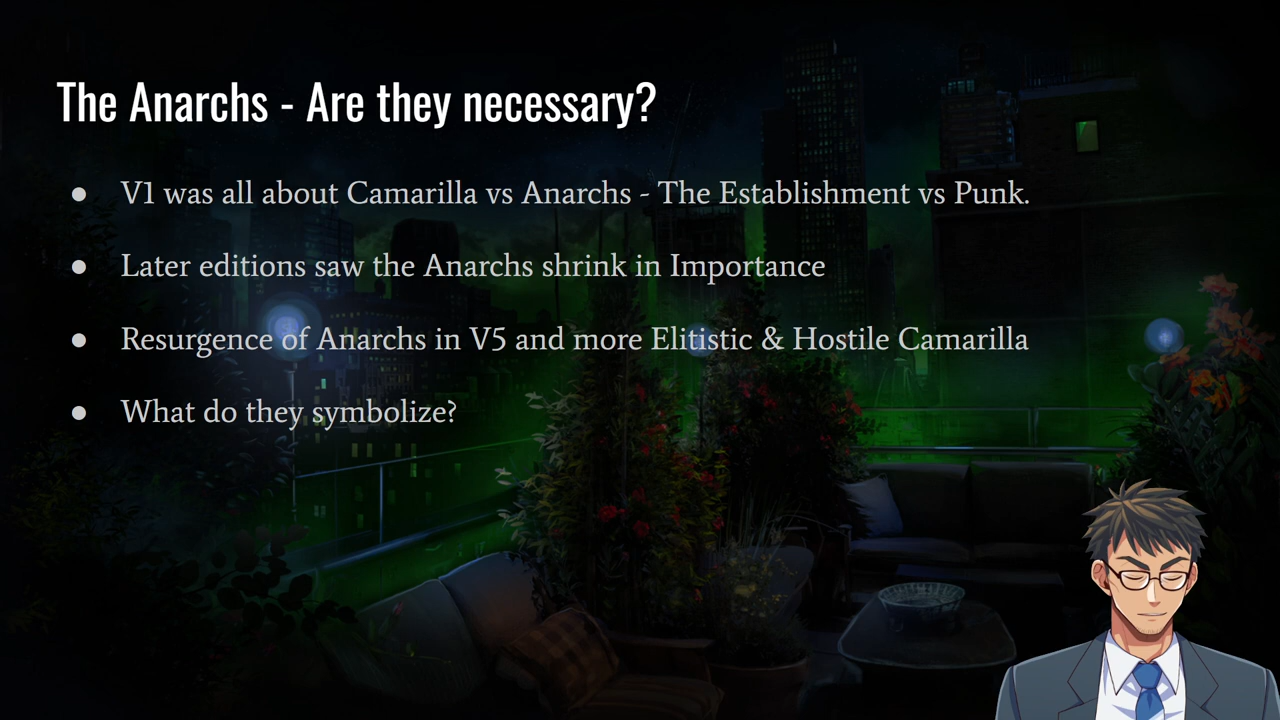 The Anarchs - Are they necessary?
● V1 was all about Camarilla vs Anarchs - The Establishment vs Punk.
● Later editions saw the Anarchs shrink in Importance
● Resurgence of Anarchs in V5 and more Elitistic & Hostile Camarilla
● What do they symbolize?